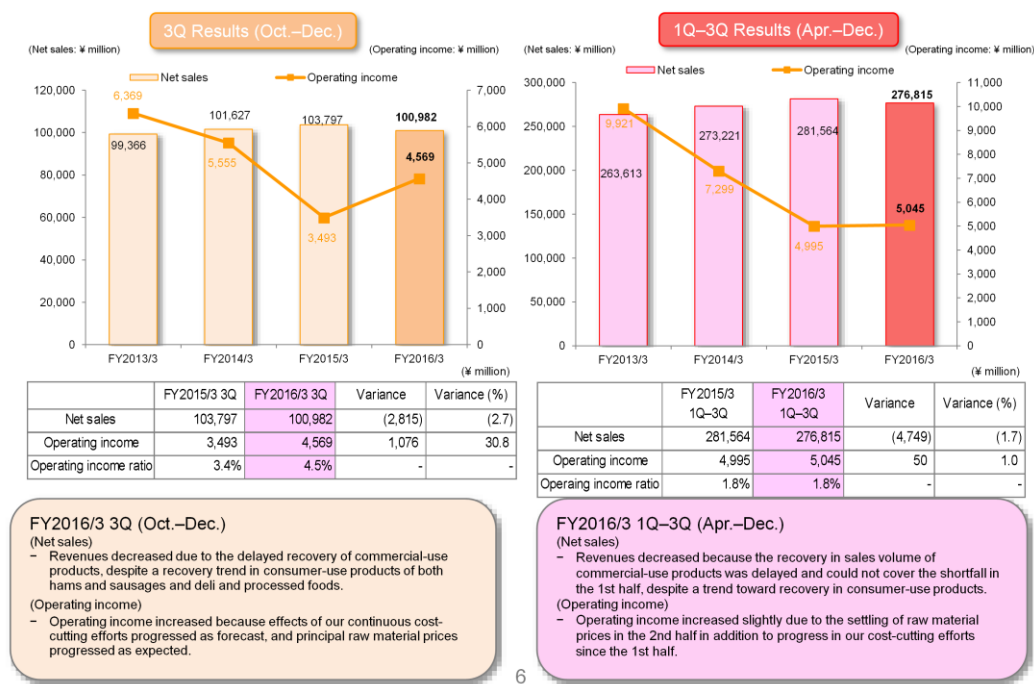 3Q Results (Oct.–Dec.)
(Net sales: ¥ million)
(Operating income: ¥ million)
Net sales
Operating income
120,000
100,000
80,000
60,000
40,000
20,000
0
7,000
6,000
5,000
4,000
3,000
2,000
1,000
0
6,369
5,555
3,493
4,569
99,366
101,627
103,797
100,982
FY2013/3
FY2014/3
FY2015/3
FY2016/3
(¥ million)
FY2015/3 3Q FY2016/3 3Q Variance Variance (%)
Net sales 103,797 100,982 (2,815) (2.7)
Operating income 3,493 4,569 1,076 30.8
Operating income ratio 3.4% 4.5% - -
FY2016/3 3Q (Oct.–Dec.)
(Net sales)
− Revenues decreased due to the delayed recovery of commercial-use
products, despite a recovery trend in consumer-use products of both
hams and sausages and deli and processed foods.
(Operating income)
− Operating income increased because effects of our continuous cost-
cutting efforts progressed as forecast, and principal raw material prices
progressed as expected.
1Q–3Q Results (Apr.–Dec.)
(Net sales: ¥ million)
(Operating income: ¥ million)
Net sales
Operating income
300,000
250,000
200,000
150,000
100,000
50,000
0
11,000
10,000
9,000
8,000
7,000
6,000
5,000
4,000
3,000
2,000
1,000
0
9,921
7,299
4,995
5,045
263,613
273,221
281,564
276,815
FY2013/3
FY2014/3
FY2015/3
FY2016/3
(¥ million)
FY2015/3
1Q–3Q
FY2016/3
1Q–3Q
Variance
Variance (%)
Net sales 281,564 276,815 (4,749) (1.7)
Operating income 4,995 5,045 50 1.0
Operaing income ratio 1.8% 1.8% - -
FY2016/3 1Q–3Q (Apr.–Dec.)
(Net sales)
− Revenues decreased because the recovery in sales volume of
commercial-use products was delayed and could not cover the shortfall in
the 1st half, despite a trend toward recovery in consumer-use products.
(Operating income)
− Operating income increased slightly due to the settling of raw material
prices in the 2nd half in addition to progress in our cost-cutting efforts
since the 1st half.
6